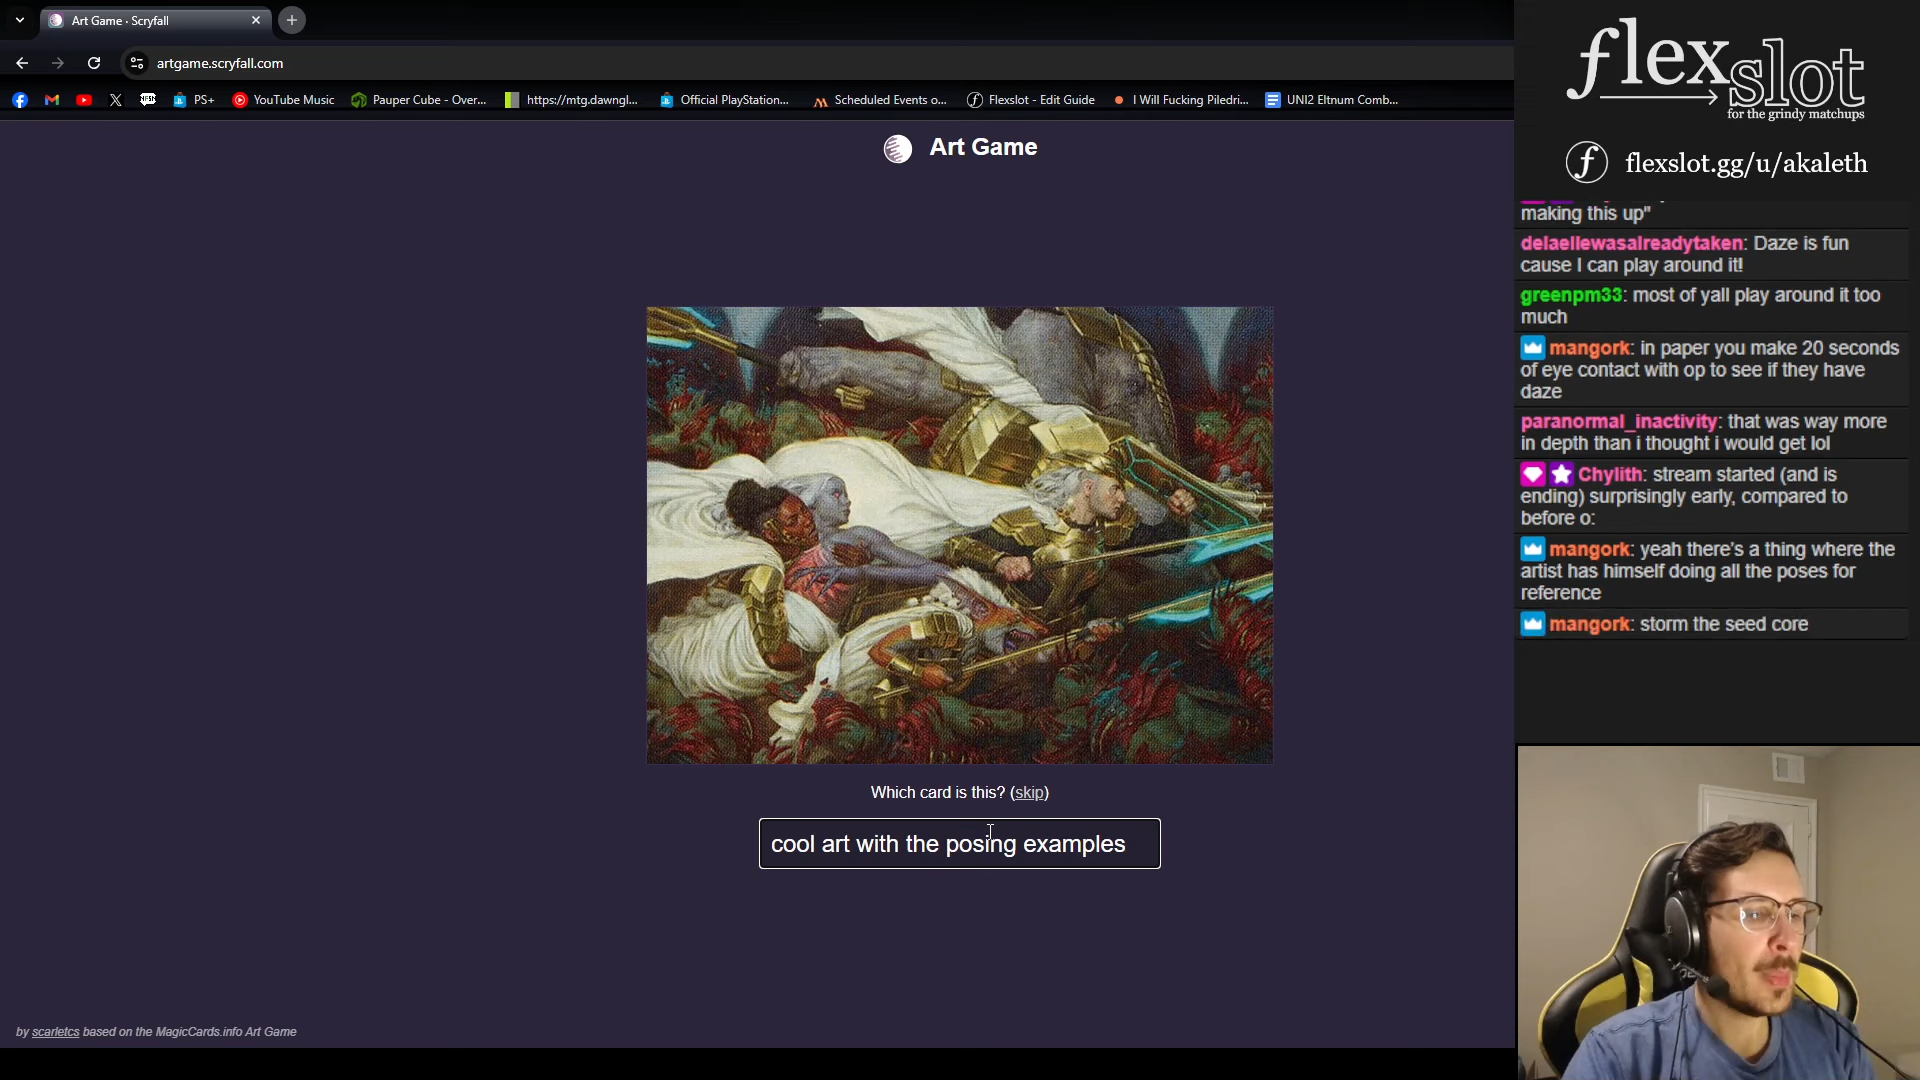 Art Game · Scryfall
artgame.scryfall.com
PS+
YouTube Music
Pauper Cube - Over...
https://mtg.dawngl...
Official PlayStation...
Scheduled Events o...
Flexslot - Edit Guide
I Will Fucking Piledri...
UNI2 Eltnum Comb...
Art Game
Which card is this? (skip)
cool art with the posing examples
by scarletcs based on the MagicCards.info Art Game
flexslot
for the grindy matchups
flexslot.gg/u/akaleth
making this up"
delaellewasalreadytaken: Daze is fun
cause I can play around it!
greenpm33: most of yall play around it too
much
mangork: in paper you make 20 seconds
of eye contact with op to see if they have
daze
paranormal_inactivity: that was way more
in depth than i thought i would get lol
Chylith: stream started (and is
ending) surprisingly early, compared to
before o:
mangork: yeah there's a thing where the
artist has himself doing all the poses for
reference
mangork: storm the seed core